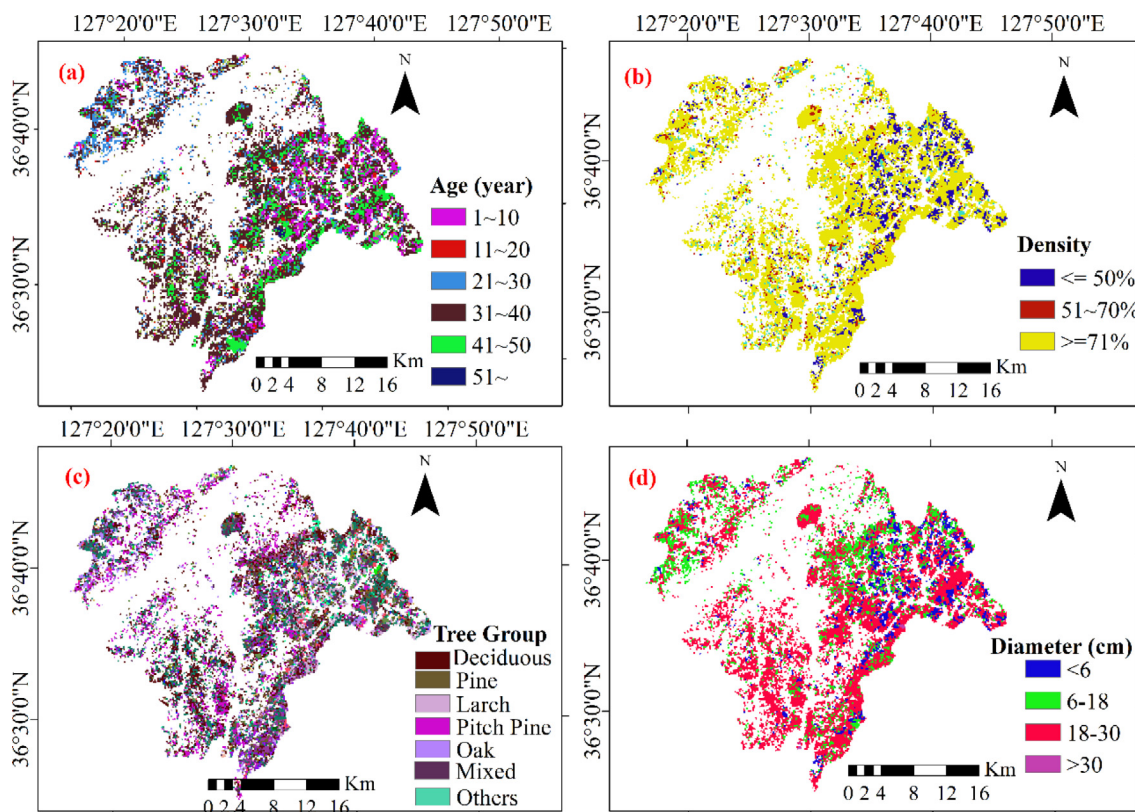 127°20'0"E 127°30'0"E 127°40'0"E
127°20'0"E 127°30'0"E 127°40'0"E 127°50'0"E
(a)
N
36°40'0"N
36°30'0"N
Age (year)
1~10
11~20
21~30
31~40
41~50
51~
Km
0 2 4 8 12 16
(b)
N
36°40'0"N
36°30'0"N
Density
<= 50%
51~70%
>=71%
Km
0 2 4 8 12 16
127°20'0"E 127°30'0"E 127°40'0"E 127°50'0"E
(c)
N
36°40'0"N
36°30'0"N
Tree Group
Deciduous
Pine
Larch
Pitch Pine
Oak
Mixed
Others
Km
0 2 4 8 12 16
(d)
N
36°40'0"N
36°30'0"N
Diameter (cm)
<6
6-18
18-30
>30
Km
0 2 4 8 12 16